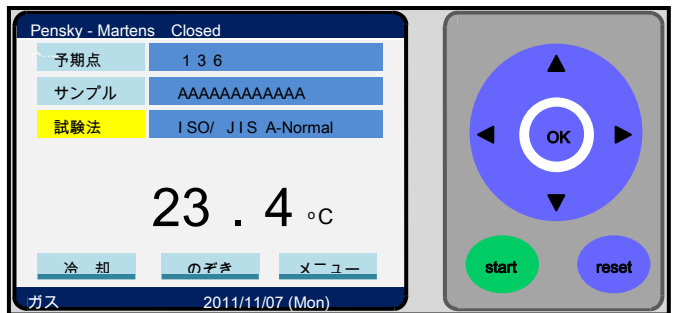 Pensky - Martens Closed
予期点 136
サンプル AAAAAAAAAAAA
試験法 ISO/ JIS A-Normal
23.4 °C
冷 却 のぞき メニュー
ガス 2011/11/07 (Mon)
OK
start reset